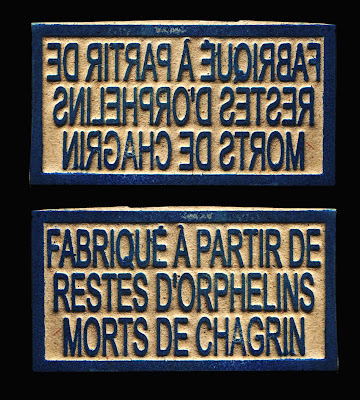 FABRIQUÉ À PARTIR DE
RESTES D'ORPHELINS
MORTS DE CHAGRIN
FABRIQUÉ À PARTIR DE
RESTES D'ORPHELINS
MORTS DE CHAGRIN